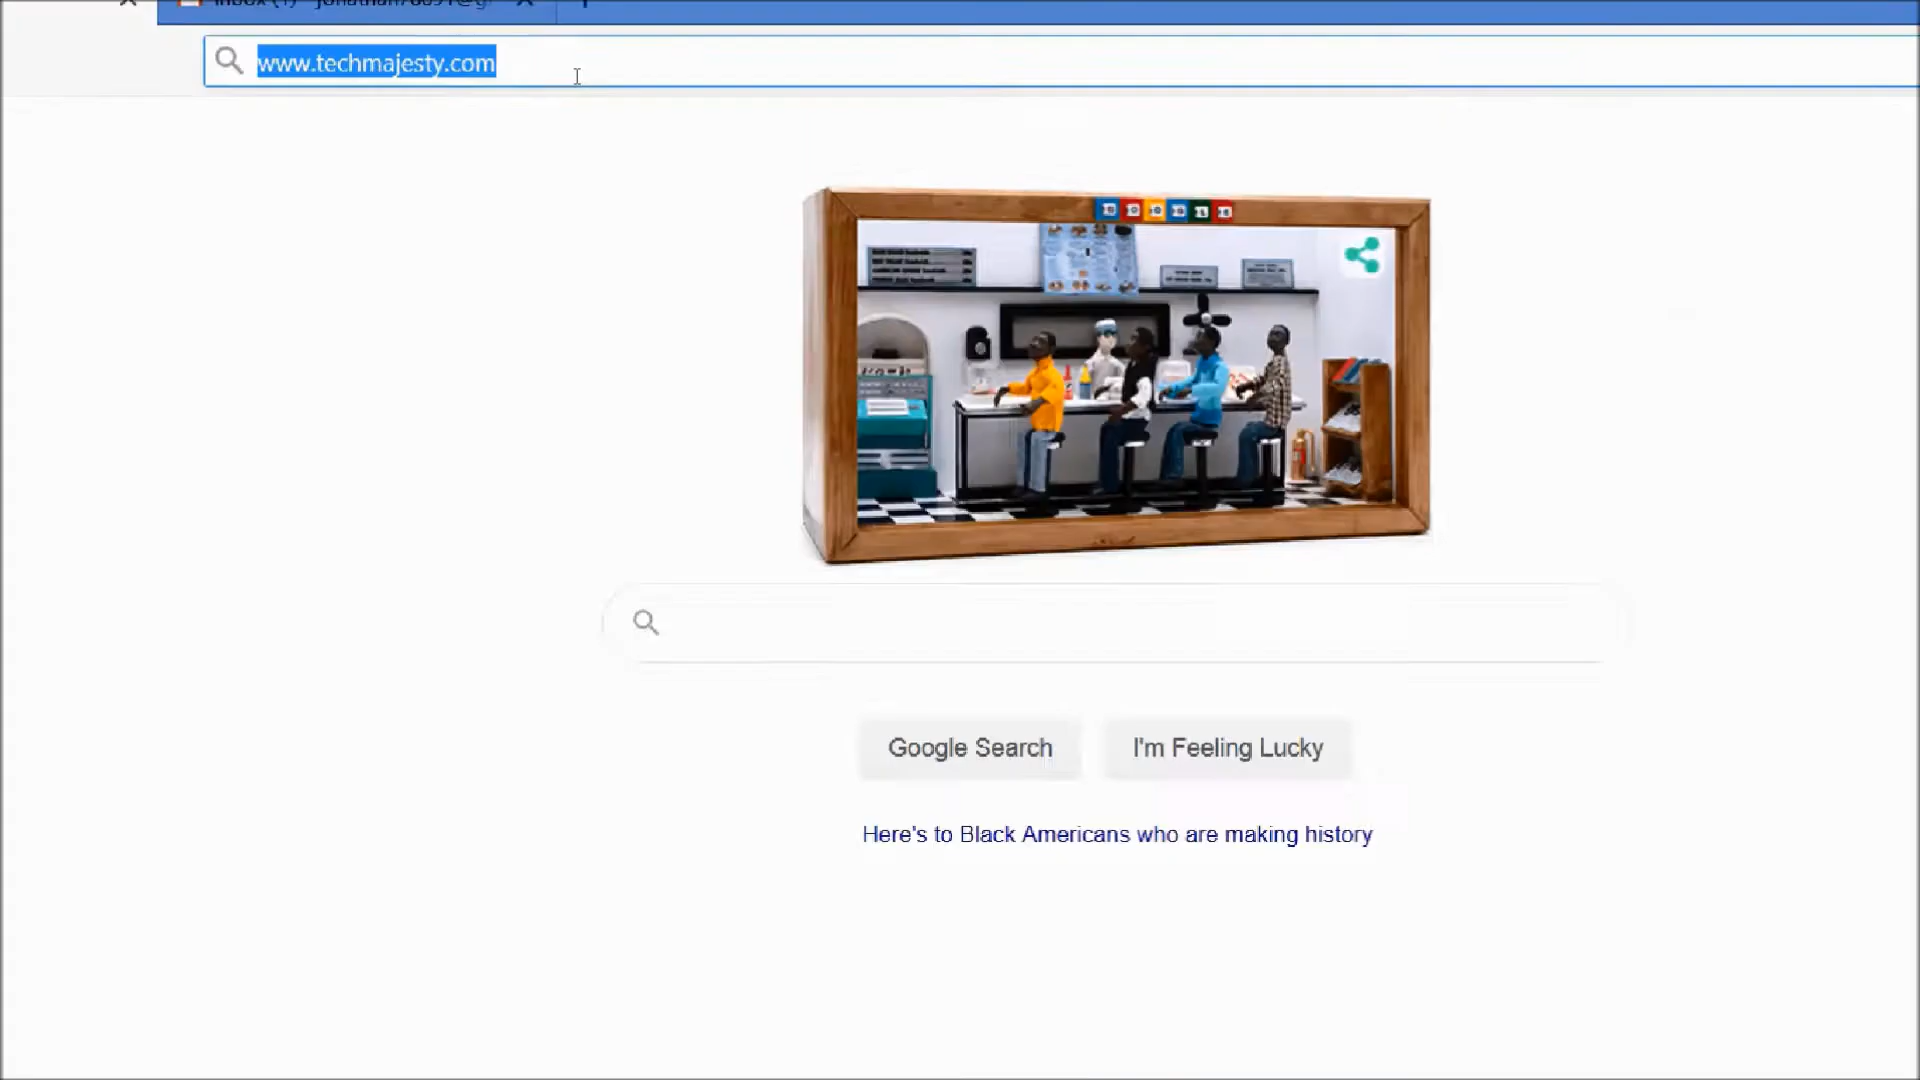 www.techmajesty.com
Google Search
I'm Feeling Lucky
Here's to Black Americans who are making history